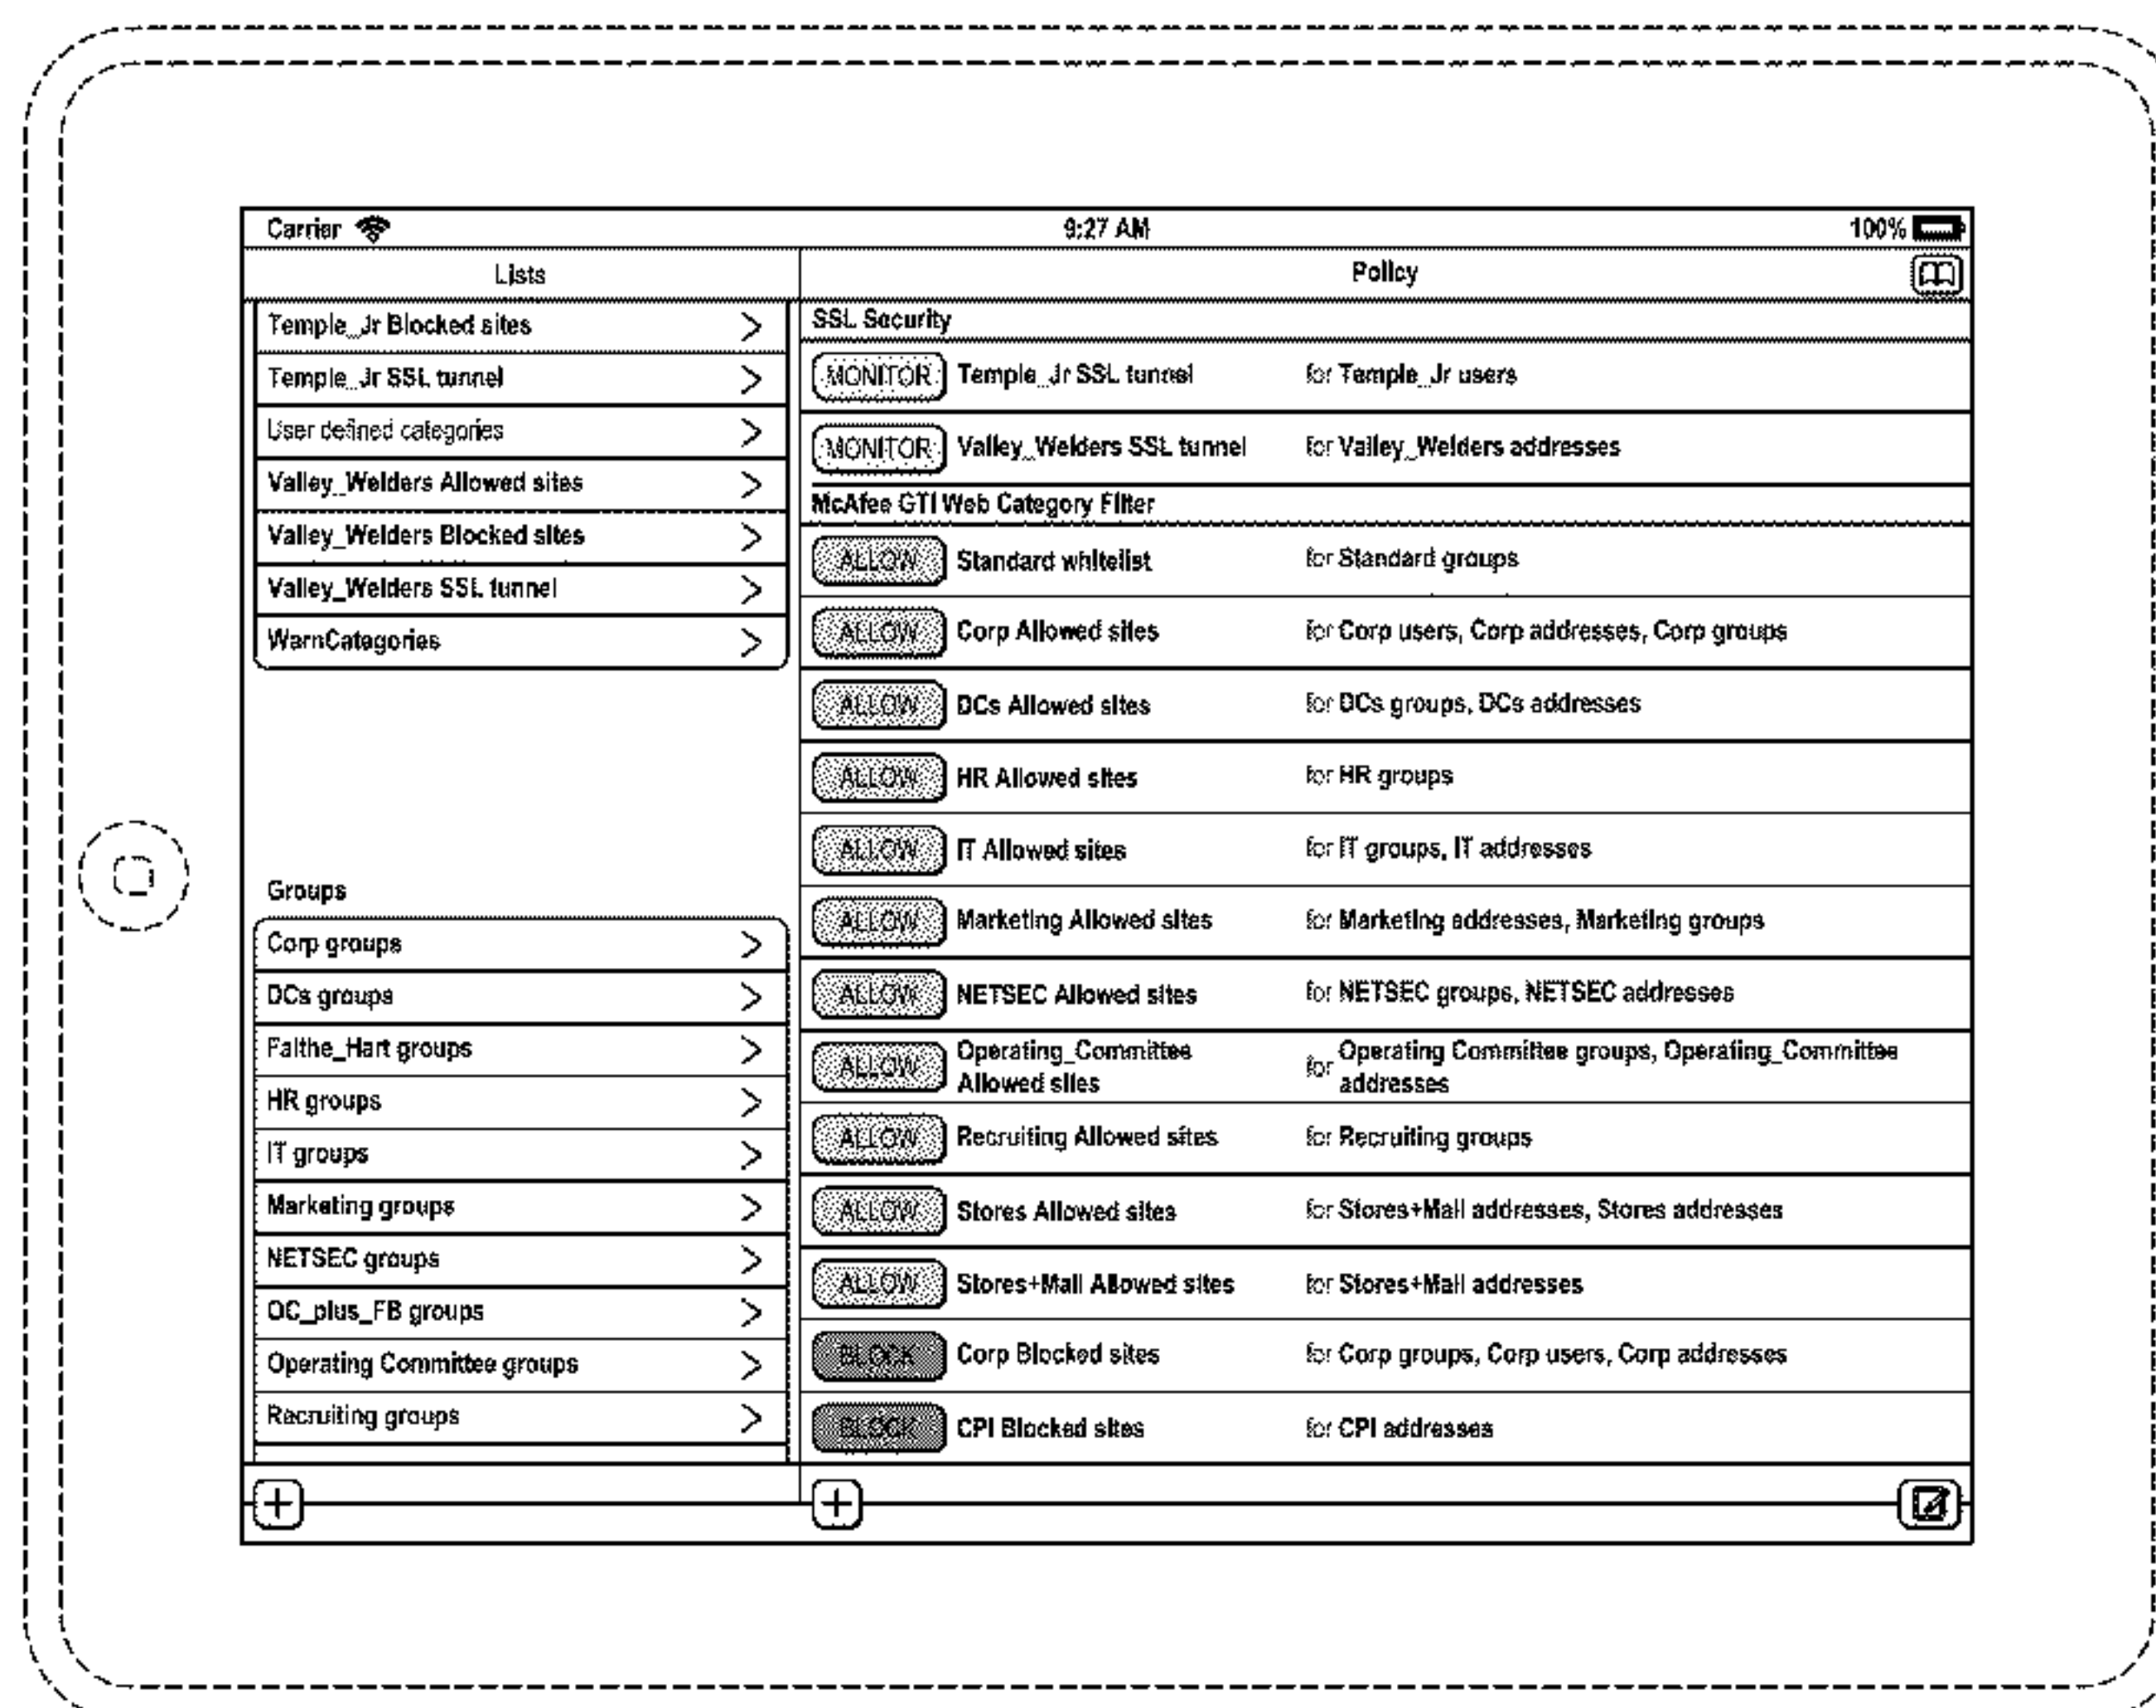 Carrier 9:27 AM 100%
Lists
Temple_Jr Blocked sites
Temple_Jr SSL tunnel
User defined categories
Valley_Welders Allowed sites
Valley_Welders Blocked sites
Valley_Welders SSL tunnel
WarnCategories
Groups
Corp groups
DCs groups
Faithe_Hart groups
HR groups
IT groups
Marketing groups
NETSEC groups
OC_plus_FB groups
Operating Committee groups
Recruiting groups
Policy
SSL Security
MONITOR Temple_Jr SSL tunnel for Temple_Jr users
MONITOR Valley_Welders SSL tunnel for Valley_Welders addresses
McAfee GTI Web Category Filter
ALLOW Standard whitelist for Standard groups
ALLOW Corp Allowed sites for Corp users, Corp addresses, Corp groups
ALLOW DCs Allowed sites for DCs groups, DCs addresses
ALLOW HR Allowed sites for HR groups
ALLOW IT Allowed sites for IT groups, IT addresses
ALLOW Marketing Allowed sites for Marketing addresses, Marketing groups
ALLOW NETSEC Allowed sites for NETSEC groups, NETSEC addresses
ALLOW Operating_Committee Allowed sites for Operating Committee groups, Operating_Committee addresses
ALLOW Recruiting Allowed sites for Recruiting groups
ALLOW Stores Allowed sites for Stores+Mall addresses, Stores addresses
ALLOW Stores+Mall Allowed sites for Stores+Mall addresses
BLOCK Corp Blocked sites for Corp groups, Corp users, Corp addresses
BLOCK CPI Blocked sites for CPI addresses